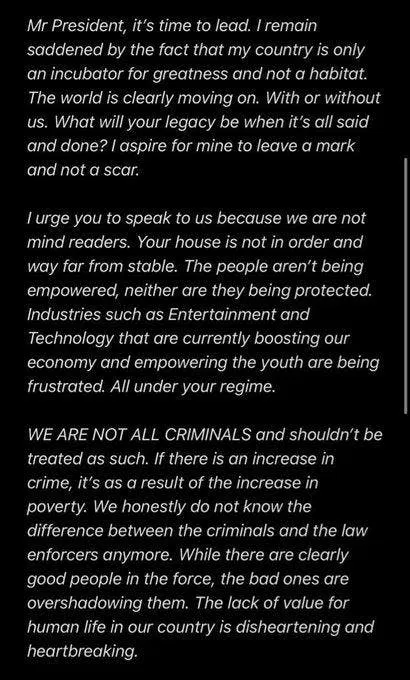 Mr President, it's time to lead. I remain
saddened by the fact that my country is only
an incubator for greatness and not a habitat.
The world is clearly moving on. With or without
us. What will your legacy be when it's all said
and done? I aspire for mine to leave a mark
and not a scar.
I urge you to speak to us because we are not
mind readers. Your house is not in order and
way far from stable. The people aren't being
empowered, neither are they being protected.
Industries such as Entertainment and
Technology that are currently boosting our
economy and empowering the youth are being
frustrated. All under your regime.
WE ARE NOT ALL CRIMINALS and shouldn't be
treated as such. If there is an increase in
crime, it's as a result of the increase in
poverty. We honestly do not know the
difference between the criminals and the law
enforcers anymore. While there are clearly
good people in the force, the bad ones are
overshadowing them. The lack of value for
human life in our country is disheartening and
heartbreaking.